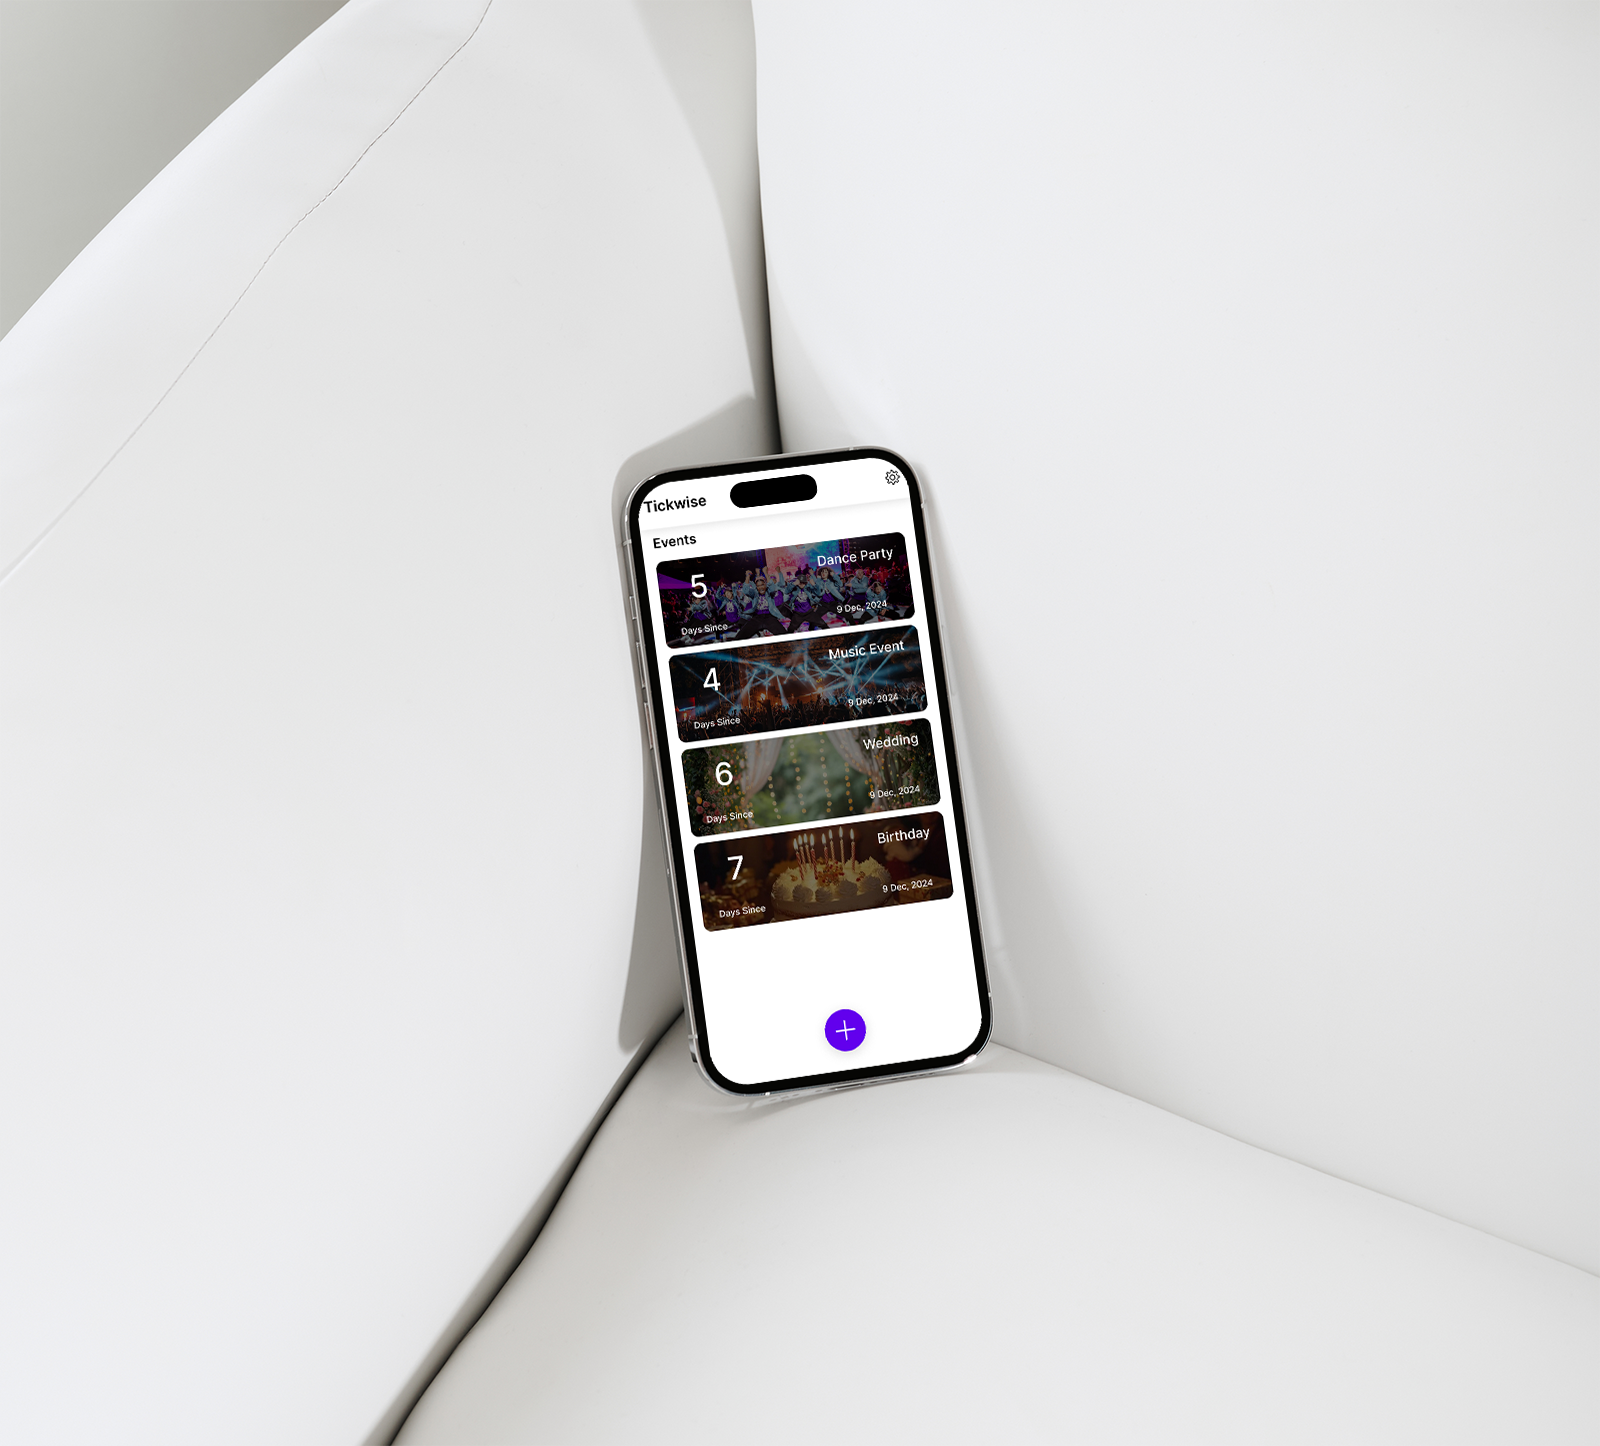 Tickwise
Events
5
Dance Party
9 Dec, 2024
Days Since
4
Music Event
9 Dec, 2024
Days Since
6
Wedding
9 Dec, 2024
Days Since
7
Birthday
9 Dec, 2024
Days Since